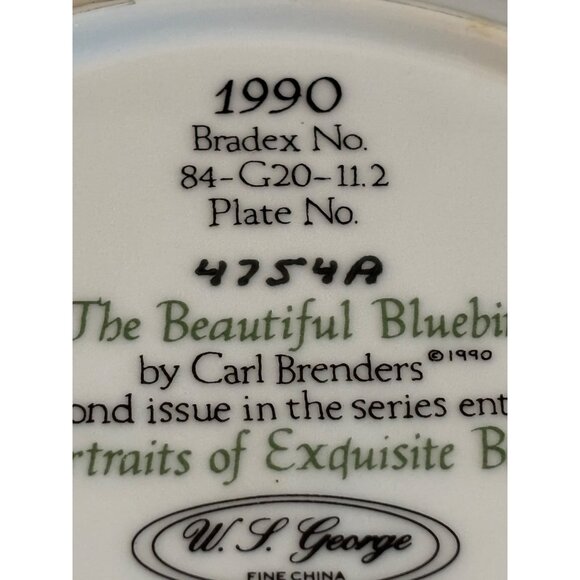 1990
Bradex No.
84-G20-11.2
Plate No.
4754A
The Beautiful Bluebi
by Carl Brenders ©1990
ond issue in the series ent
rtraits of Exquisite B
W. S. George
FINE CHINA